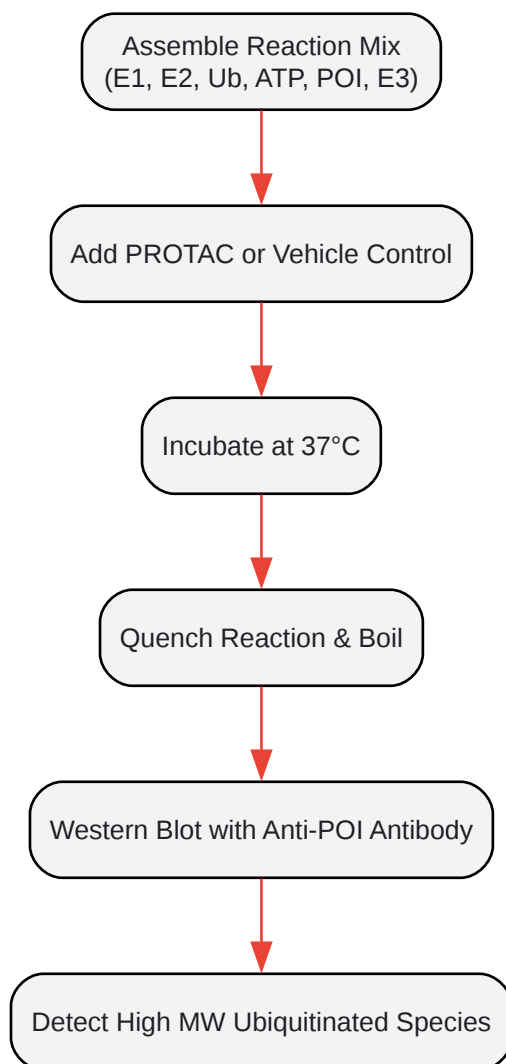 Assemble Reaction Mix
(E1, E2, Ub, ATP, POI, E3)
Add PROTAC or Vehicle Control
Incubate at 37°C
Quench Reaction & Boil
Western Blot with Anti-POI Antibody
Detect High MW Ubiquitinated Species